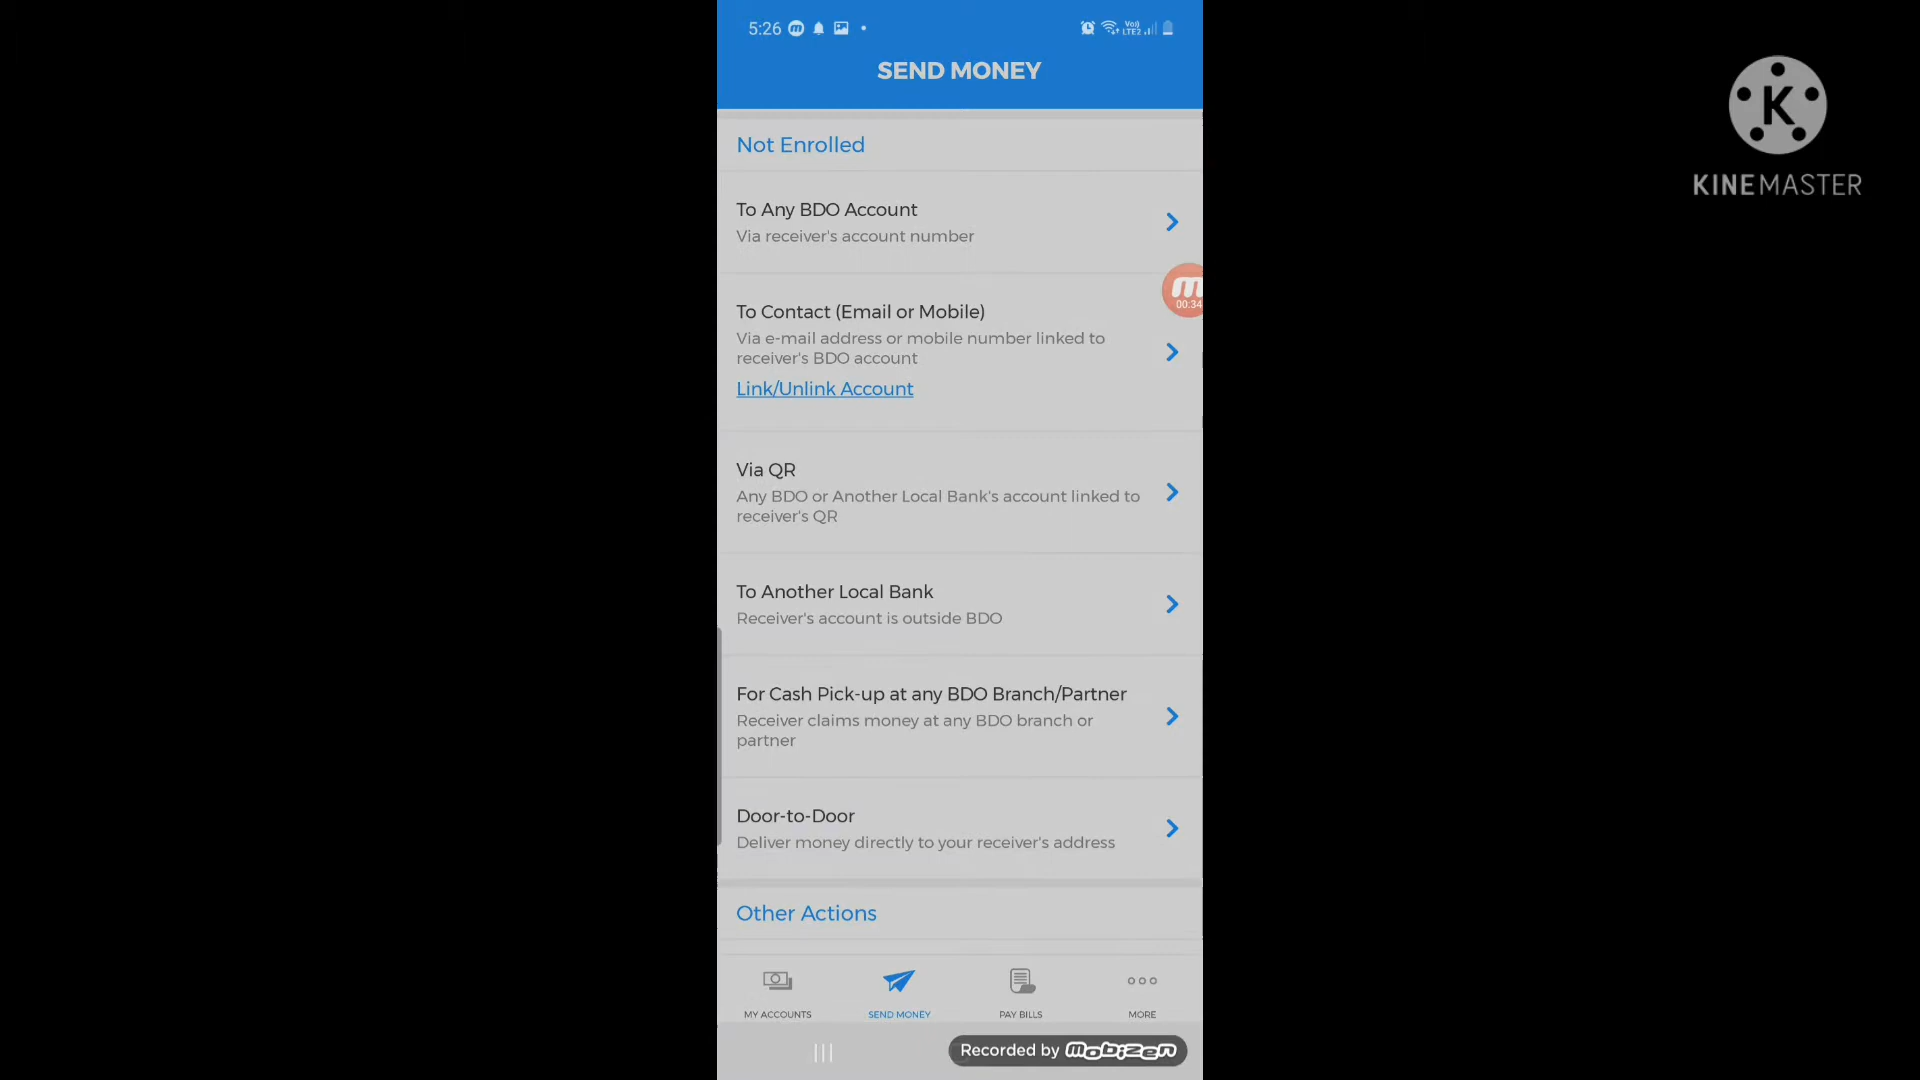 5:26
VoJ)
LTE2
SEND MONEY
Not Enrolled
To Any BDO Account
Via receiver's account number
00:34
To Contact (Email or Mobile)
Via e-mail address or mobile number linked to
receiver's BDO account
Link/Unlink Account
Via QR
Any BDO or Another Local Bank's account linked to
receiver's QR
To Another Local Bank
Receiver's account is outside BDO
For Cash Pick-up at any BDO Branch/Partner
Receiver claims money at any BDO branch or
partner
Door-to-Door
Deliver money directly to your receiver's address
Other Actions
MY ACCOUNTS
SEND MONEY
PAY BILLS
MORE
Recorded by mobizen
K
KINEMASTER